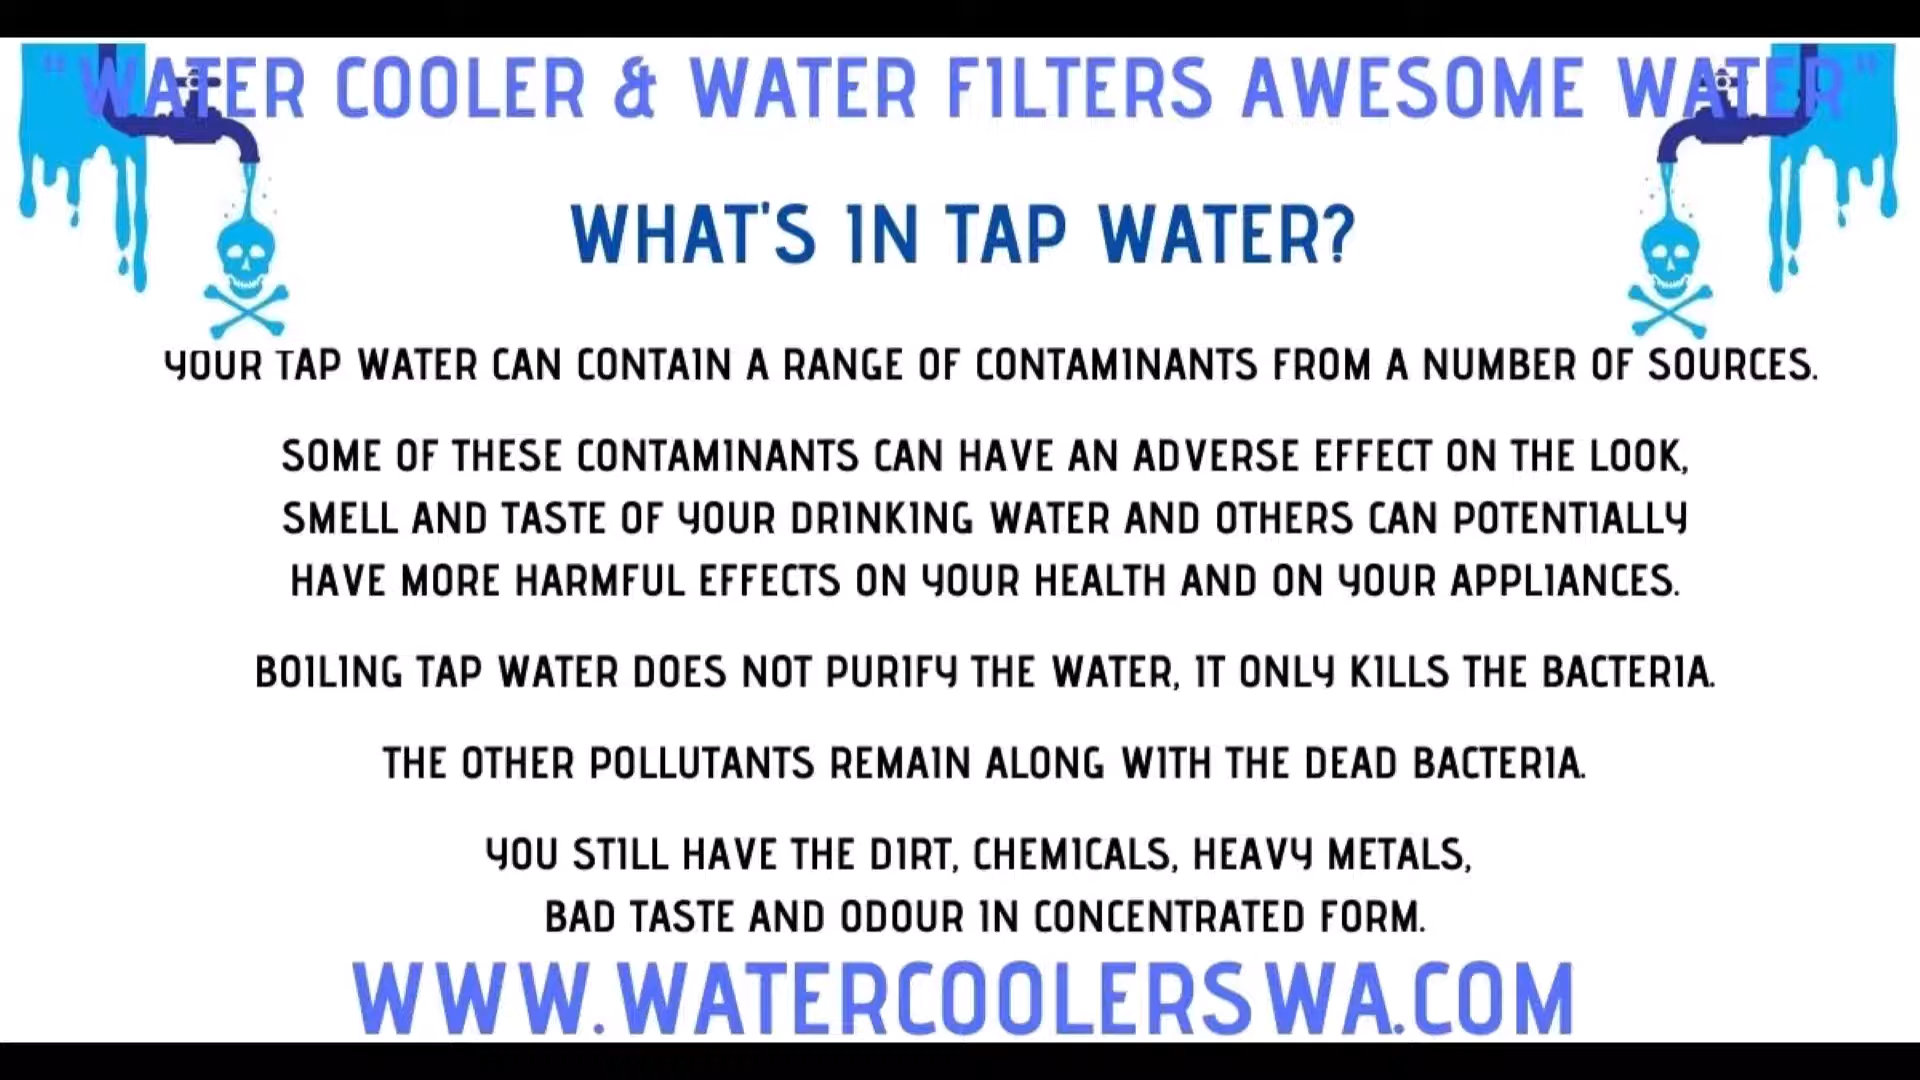 "WATER COOLER & WATER FILTERS AWESOME WATER"
WHAT'S IN TAP WATER?
YOUR TAP WATER CAN CONTAIN A RANGE OF CONTAMINANTS FROM A NUMBER OF SOURCES.
SOME OF THESE CONTAMINANTS CAN HAVE AN ADVERSE EFFECT ON THE LOOK,
SMELL AND TASTE OF YOUR DRINKING WATER AND OTHERS CAN POTENTIALLY
HAVE MORE HARMFUL EFFECTS ON YOUR HEALTH AND ON YOUR APPLIANCES.
BOILING TAP WATER DOES NOT PURIFY THE WATER, IT ONLY KILLS THE BACTERIA.
THE OTHER POLLUTANTS REMAIN ALONG WITH THE DEAD BACTERIA.
YOU STILL HAVE THE DIRT, CHEMICALS, HEAVY METALS,
BAD TASTE AND ODOUR IN CONCENTRATED FORM.
WWW.WATERCOOLERSWA.COM